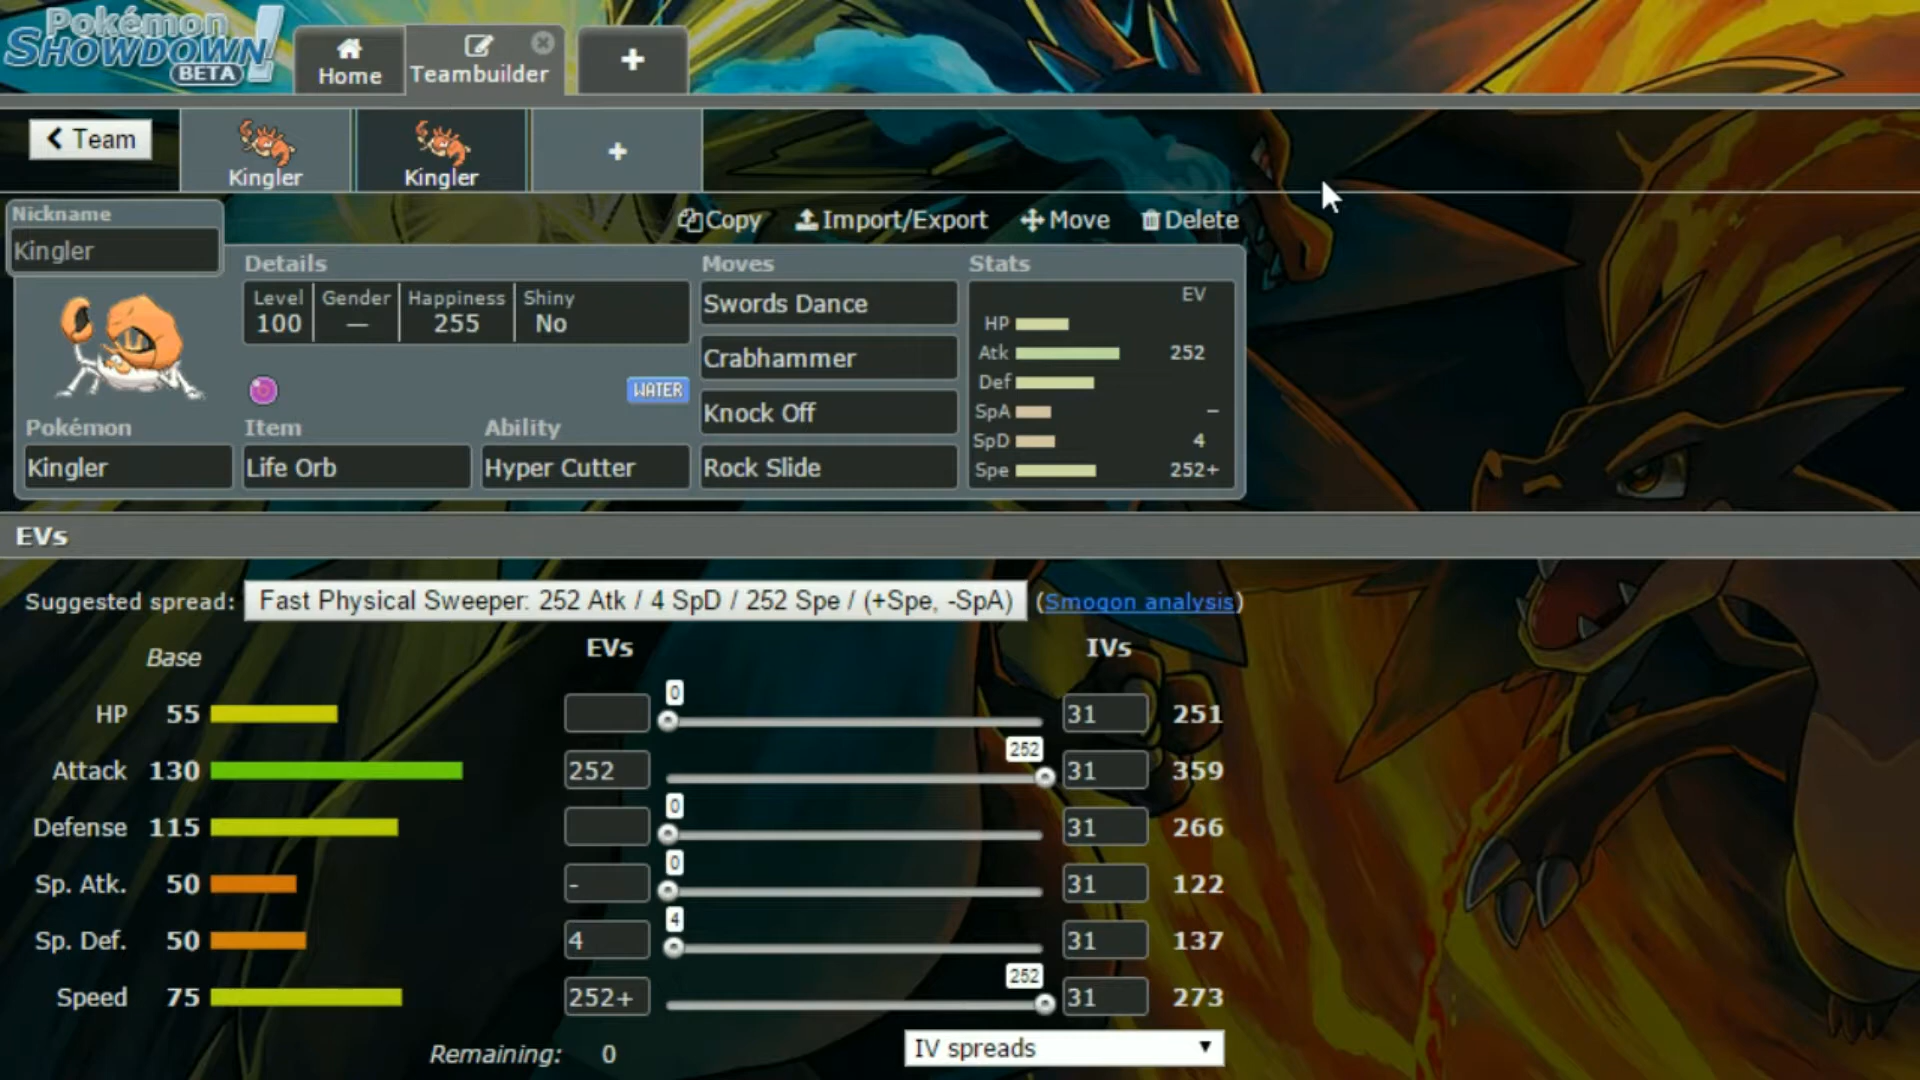 Pokémon
SHOWDOWN!
BETA
Home
Teambuilder
+
Team
Kingler
Kingler
+
Nickname
Kingler
Copy Import/Export Move Delete
Details
Level Gender Happiness Shiny
100 — 255 No
WATER
Pokémon Item Ability
Kingler Life Orb Hyper Cutter
Moves
Swords Dance
Crabhammer
Knock Off
Rock Slide
Stats
EV
HP
Atk 252
Def
SpA –
SpD 4
Spe 252+
EVs
Suggested spread: Fast Physical Sweeper: 252 Atk / 4 SpD / 252 Spe / (+Spe, -SpA) (Smogon analysis)
Base EVs IVs
HP 55 0 31 251
Attack 130 252 252 31 359
Defense 115 0 31 266
Sp. Atk. 50 - 0 31 122
Sp. Def. 50 4 4 31 137
Speed 75 252+ 252 31 273
Remaining: 0 IV spreads